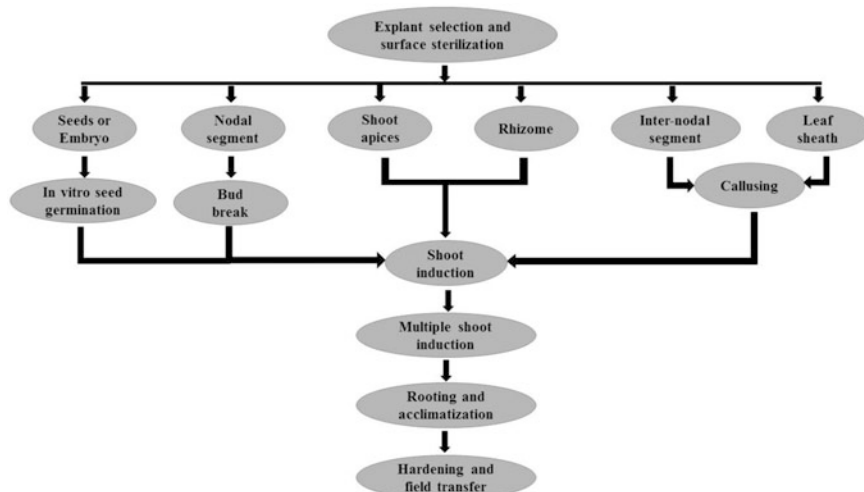 Explant selection and
surface sterilization
Seeds or
Embryo
Nodal
segment
Shoot
apices
Rhizome
Inter-nodal
segment
Leaf
sheath
In vitro seed
germination
Bud
break
Callusing
Shoot
induction
Multiple shoot
induction
Rooting and
acclimatization
Hardening and
field transfer